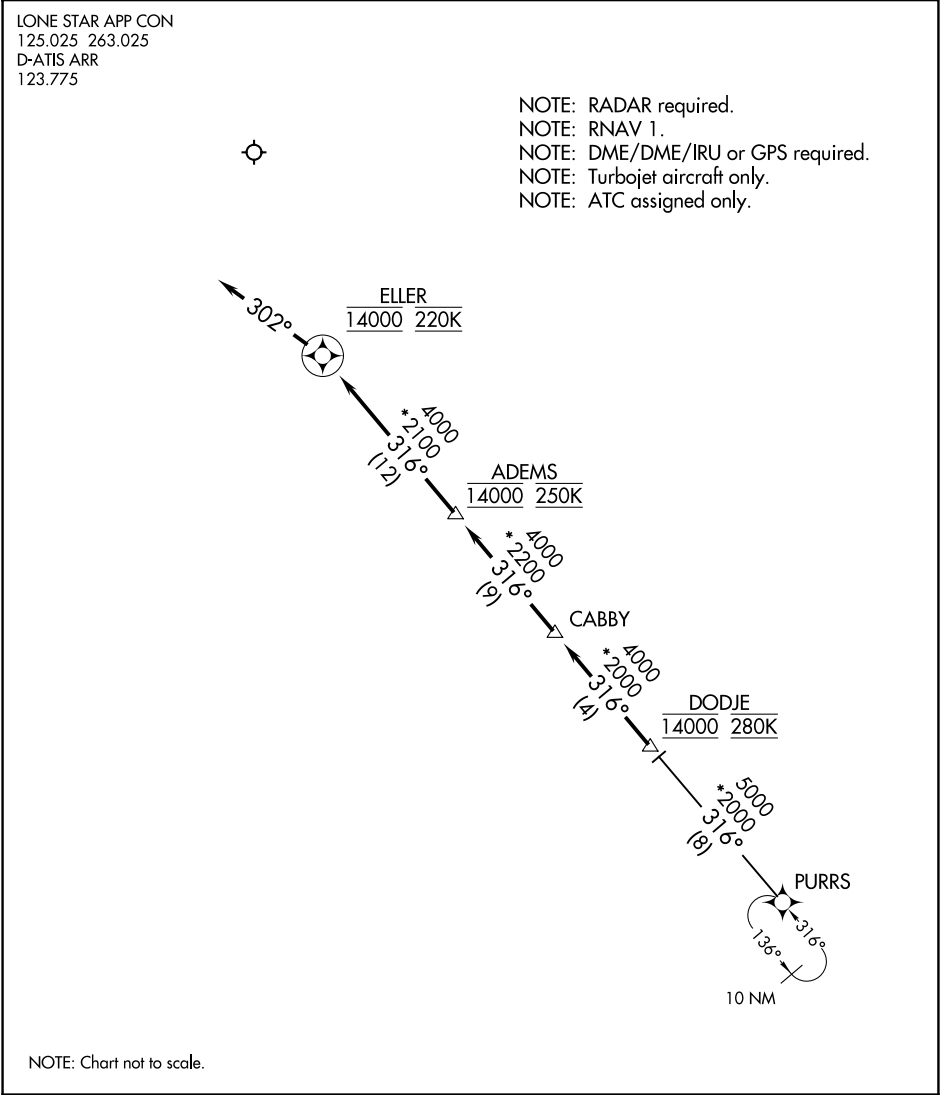 LONE STAR APP CON
125.025 263.025
D-ATIS ARR
123.775
NOTE: RADAR required.
NOTE: RNAV 1.
NOTE: DME/DME/IRU or GPS required.
NOTE: Turbojet aircraft only.
NOTE: ATC assigned only.
302°
ELLER
14000 220K
4000
*2100
316°
(12)
ADEMS
14000 250K
4000
*2200
316°
(9)
CABBY
4000
*2000
316°
(4)
DODJE
14000 280K
5000
*2000
316°
(8)
PURRS
136°
316°
10 NM
NOTE: Chart not to scale.